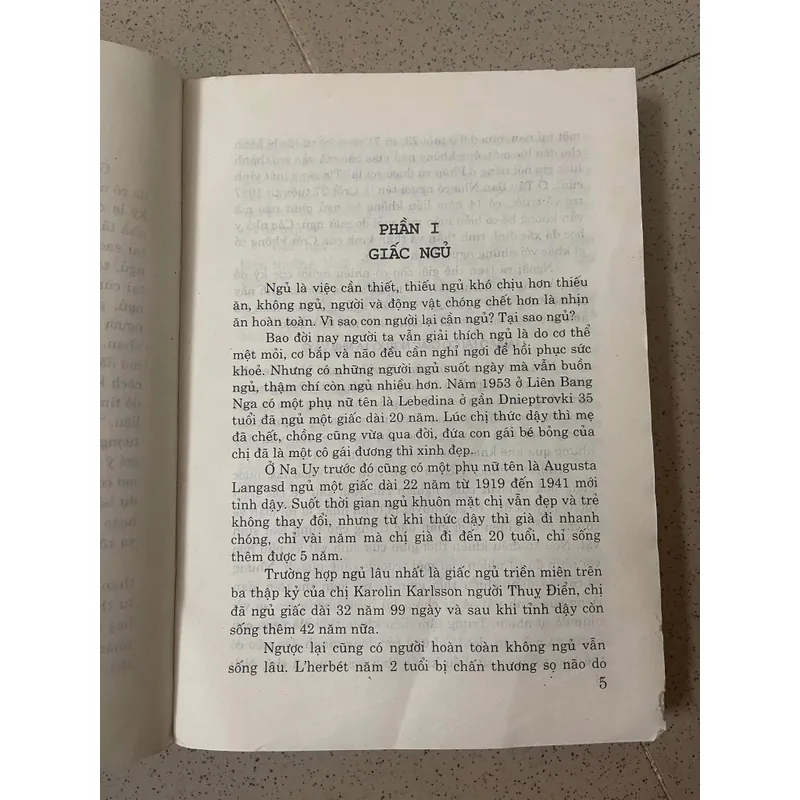 PHẦN I
GIẤC NGỦ
Ngủ là việc cần thiết, thiếu ngủ khó chịu hơn thiếu
ăn, không ngủ, người và động vật chóng chết hơn là nhịn
ăn hoàn toàn. Vì sao con người lại cần ngủ? Tại sao ngủ?
Bao đời nay người ta vẫn giải thích ngủ là do cơ thể
mệt mỏi, cơ bắp và não đều cần nghỉ ngơi để hồi phục sức
khoẻ. Nhưng có những người ngủ suốt ngày mà vẫn buồn
ngủ, thậm chí còn ngủ nhiều hơn. Năm 1953 ở Liên Bang
Nga có một phụ nữ tên là Lebedina ở gần Dnieptrovki 35
tuổi đã ngủ một giấc dài 20 năm. Lúc chị thức dậy thì mẹ
đã chết, chồng cũng vừa qua đời, đứa con gái bé bỏng của
chị đã là một cô gái đương thì xinh đẹp.
Ở Na Uy trước đó cũng có một phụ nữ tên là Augusta
Langasd ngủ một giấc dài 22 năm từ 1919 đến 1941 mới
tỉnh dậy. Suốt thời gian ngủ khuôn mặt chị vẫn đẹp và trẻ
không thay đổi, nhưng từ khi thức dậy thì già đi nhanh
chóng, chỉ vài năm mà chị già đi đến 20 tuổi, chỉ sống
thêm được 5 năm.
Trường hợp ngủ lâu nhất là giấc ngủ triền miên trên
ba thập kỷ của chị Karolin Karlsson người Thuỵ Điển, chị
đã ngủ giấc dài 32 năm 99 ngày và sau khi tỉnh dậy còn
sống thêm 42 năm nữa.
Ngược lại cũng có người hoàn toàn không ngủ vẫn
sống lâu. L'herbét năm 2 tuổi bị chấn thương sọ não do
5